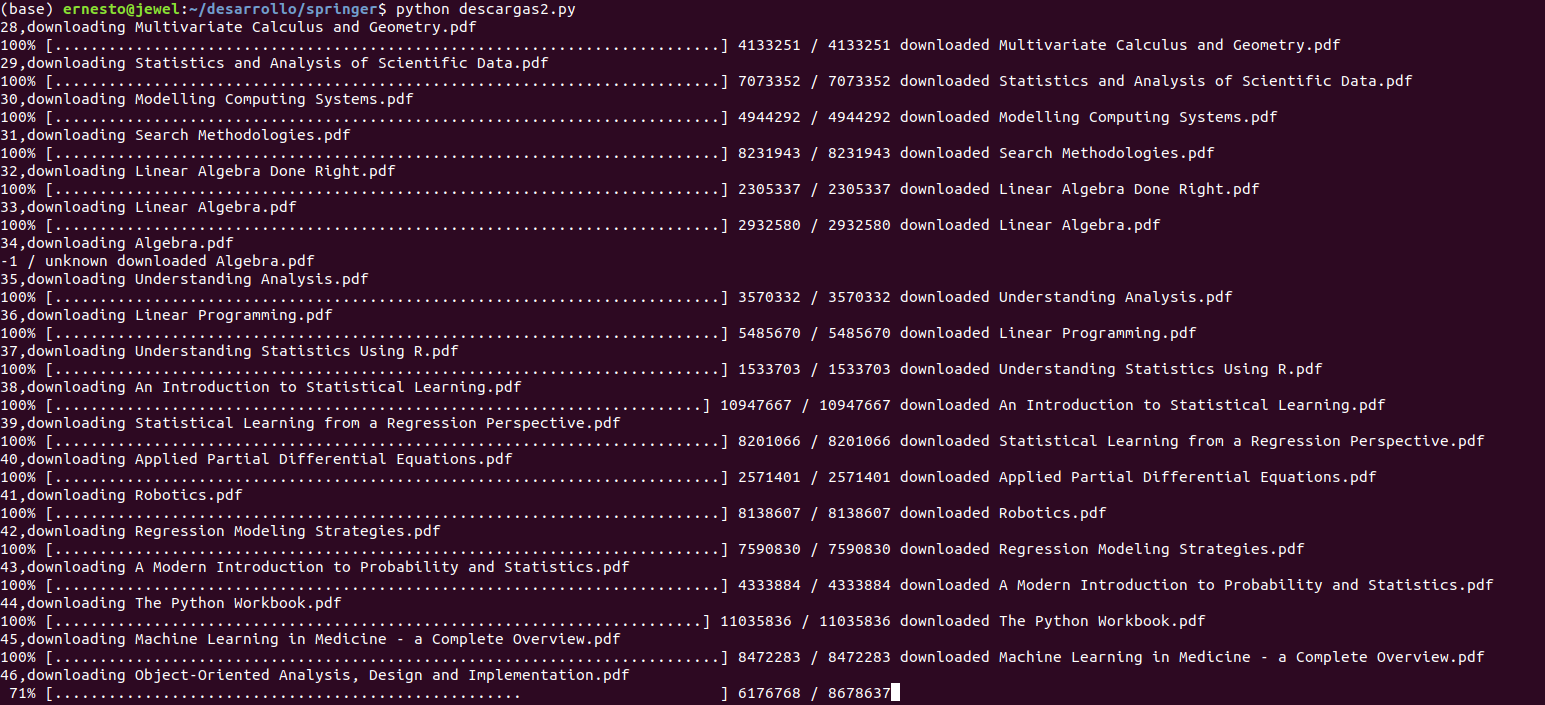 (base) ernesto@jewel:~/desarrollo/springer$ python descargas2.py
28,downloading Multivariate Calculus and Geometry.pdf
100% [..........................................................................] 4133251 / 4133251 downloaded Multivariate Calculus and Geometry.pdf
29,downloading Statistics and Analysis of Scientific Data.pdf
100% [..........................................................................] 7073352 / 7073352 downloaded Statistics and Analysis of Scientific Data.pdf
30,downloading Modelling Computing Systems.pdf
100% [..........................................................................] 4944292 / 4944292 downloaded Modelling Computing Systems.pdf
31,downloading Search Methodologies.pdf
100% [..........................................................................] 8231943 / 8231943 downloaded Search Methodologies.pdf
32,downloading Linear Algebra Done Right.pdf
100% [..........................................................................] 2305337 / 2305337 downloaded Linear Algebra Done Right.pdf
33,downloading Linear Algebra.pdf
100% [..........................................................................] 2932580 / 2932580 downloaded Linear Algebra.pdf
34,downloading Algebra.pdf
-1 / unknown downloaded Algebra.pdf
35,downloading Understanding Analysis.pdf
100% [..........................................................................] 3570332 / 3570332 downloaded Understanding Analysis.pdf
36,downloading Linear Programming.pdf
100% [..........................................................................] 5485670 / 5485670 downloaded Linear Programming.pdf
37,downloading Understanding Statistics Using R.pdf
100% [..........................................................................] 1533703 / 1533703 downloaded Understanding Statistics Using R.pdf
38,downloading An Introduction to Statistical Learning.pdf
100% [........................................................................] 10947667 / 10947667 downloaded An Introduction to Statistical Learning.pdf
39,downloading Statistical Learning from a Regression Perspective.pdf
100% [..........................................................................] 8201066 / 8201066 downloaded Statistical Learning from a Regression Perspective.pdf
40,downloading Applied Partial Differential Equations.pdf
100% [..........................................................................] 2571401 / 2571401 downloaded Applied Partial Differential Equations.pdf
41,downloading Robotics.pdf
100% [..........................................................................] 8138607 / 8138607 downloaded Robotics.pdf
42,downloading Regression Modeling Strategies.pdf
100% [..........................................................................] 7590830 / 7590830 downloaded Regression Modeling Strategies.pdf
43,downloading A Modern Introduction to Probability and Statistics.pdf
100% [..........................................................................] 4333884 / 4333884 downloaded A Modern Introduction to Probability and Statistics.pdf
44,downloading The Python Workbook.pdf
100% [........................................................................] 11035836 / 11035836 downloaded The Python Workbook.pdf
45,downloading Machine Learning in Medicine - a Complete Overview.pdf
100% [..........................................................................] 8472283 / 8472283 downloaded Machine Learning in Medicine - a Complete Overview.pdf
46,downloading Object-Oriented Analysis, Design and Implementation.pdf
71% [....................................................                      ] 6176768 / 8678637